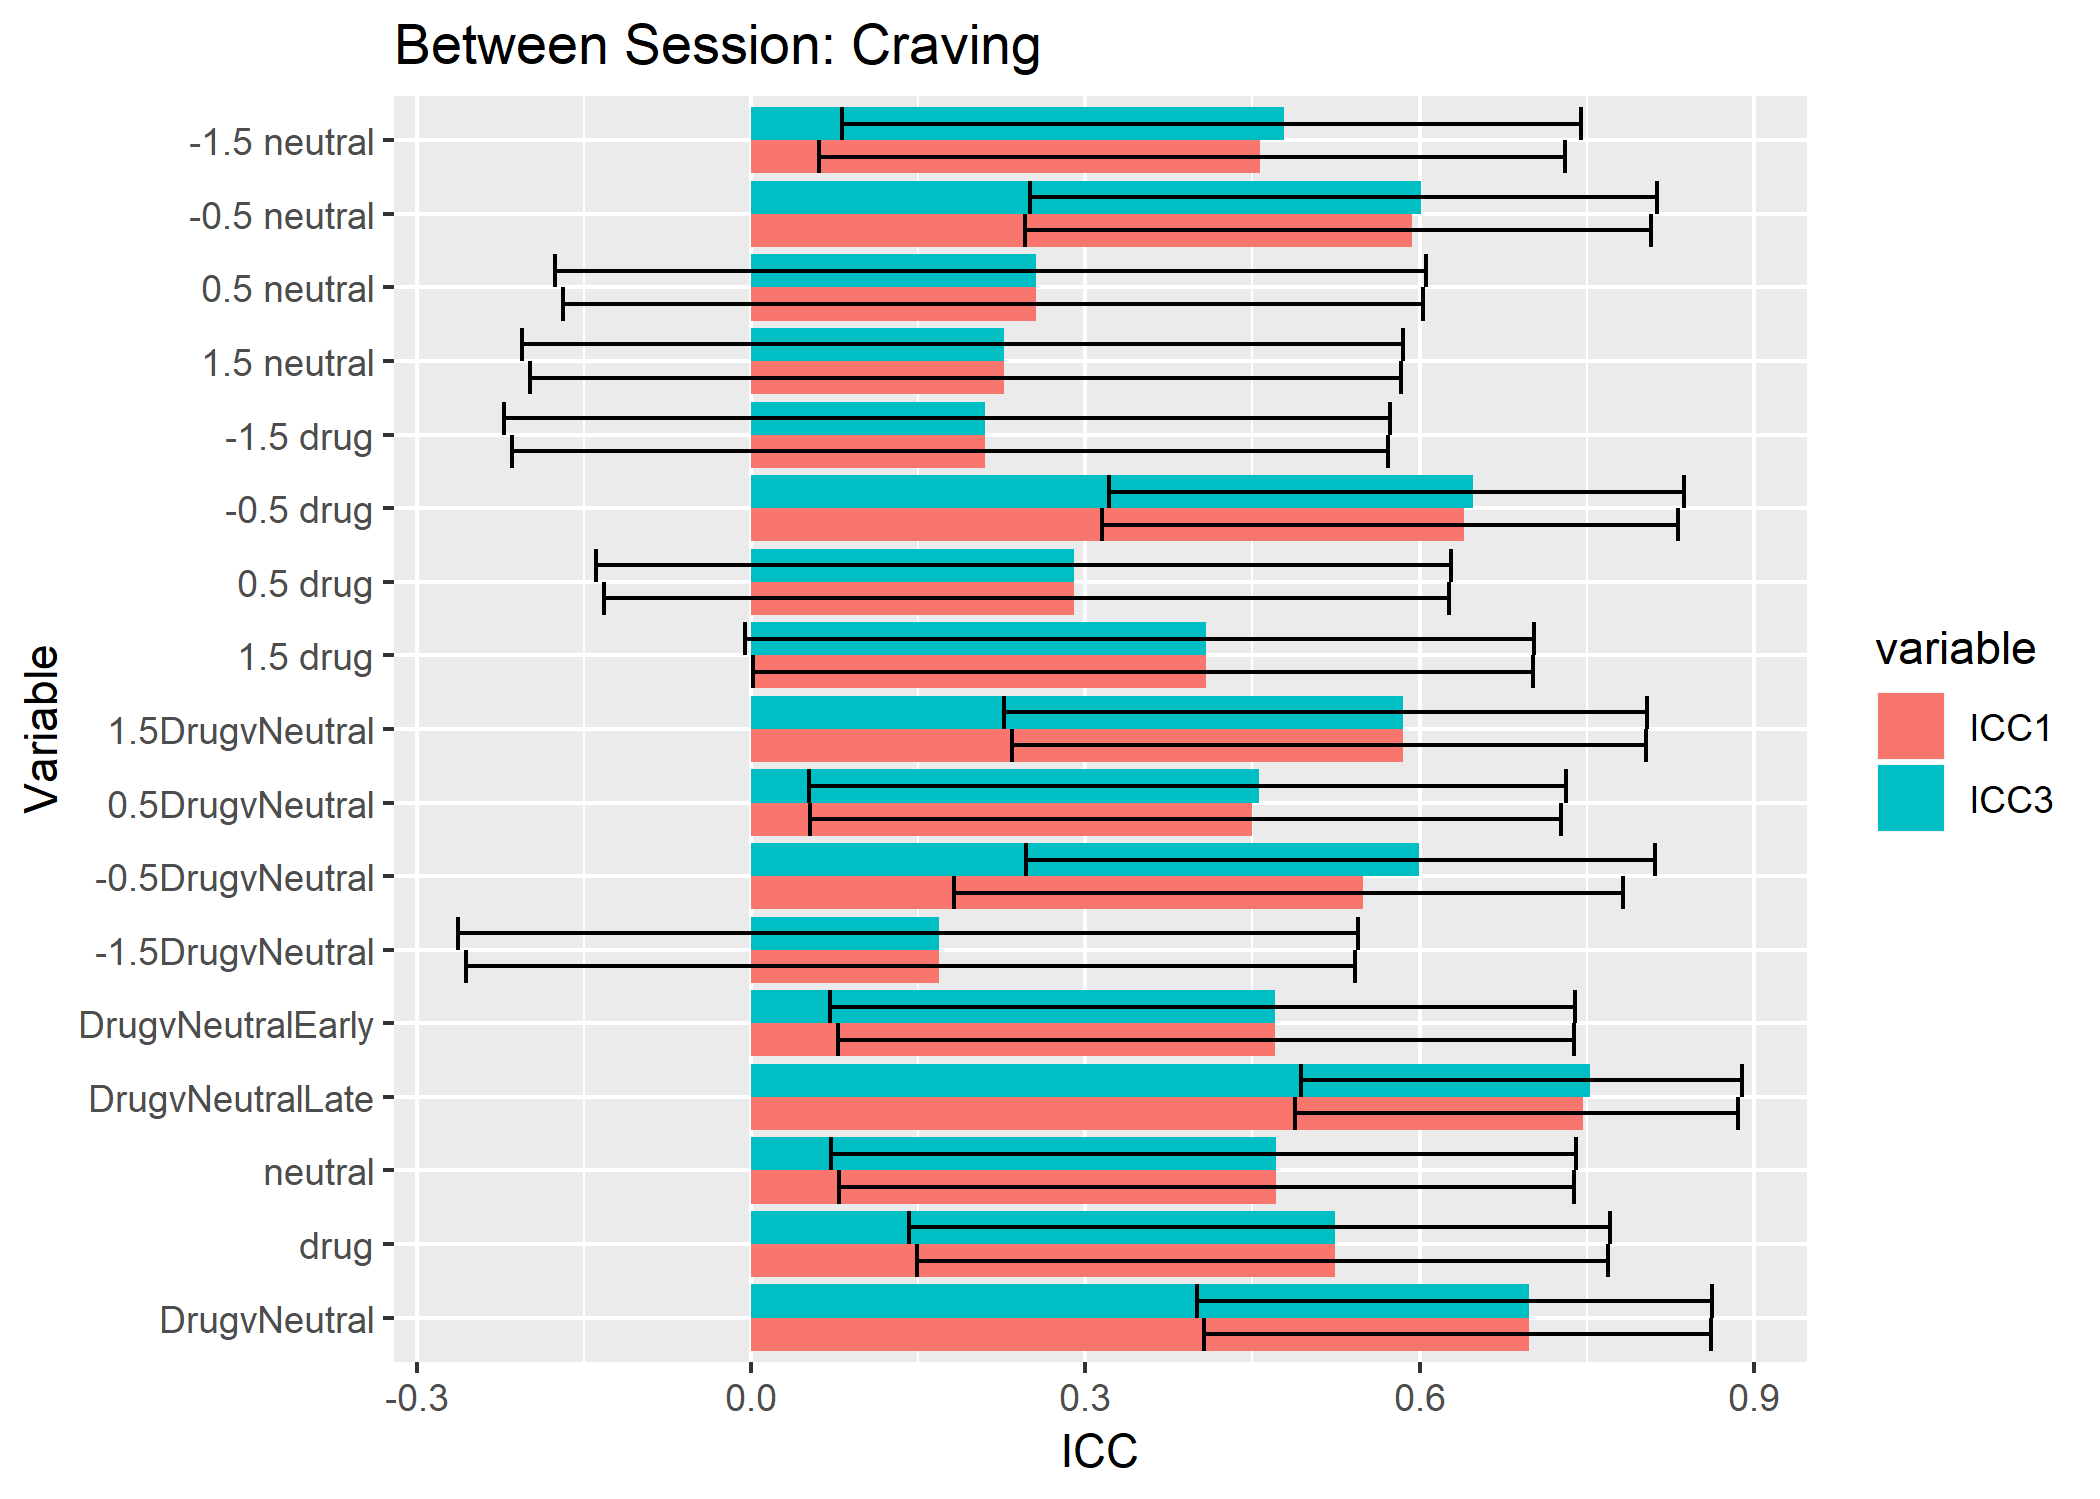 Between Session: Craving
-1.5 neutral
-0.5 neutral
0.5 neutral
1.5 neutral
-1.5 drug
-0.5 drug
0.5 drug
1.5 drug
1.5DrugvNeutral
0.5DrugvNeutral
-0.5DrugvNeutral
-1.5DrugvNeutral
DrugvNeutralEarly
DrugvNeutralLate
neutral
drug
DrugvNeutral
Variable
-0.3 0.0 0.3 0.6 0.9
ICC
variable
ICC1
ICC3